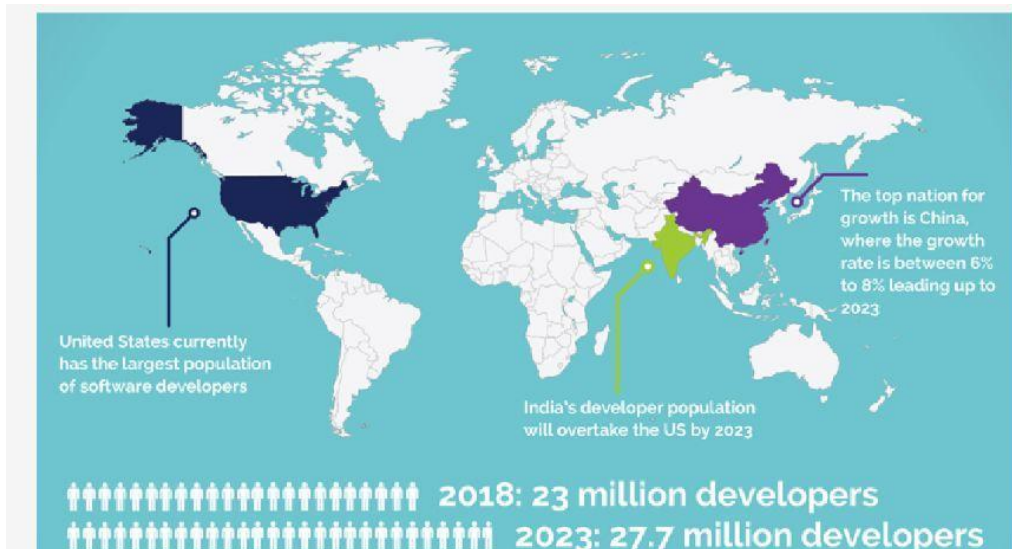 The top nation for
growth is China,
where the growth
rate is between 6%
to 8% leading up to
2023
United States currently
has the largest population
of software developers
India's developer population
will overtake the US by 2023
2018: 23 million developers
2023: 27.7 million developers